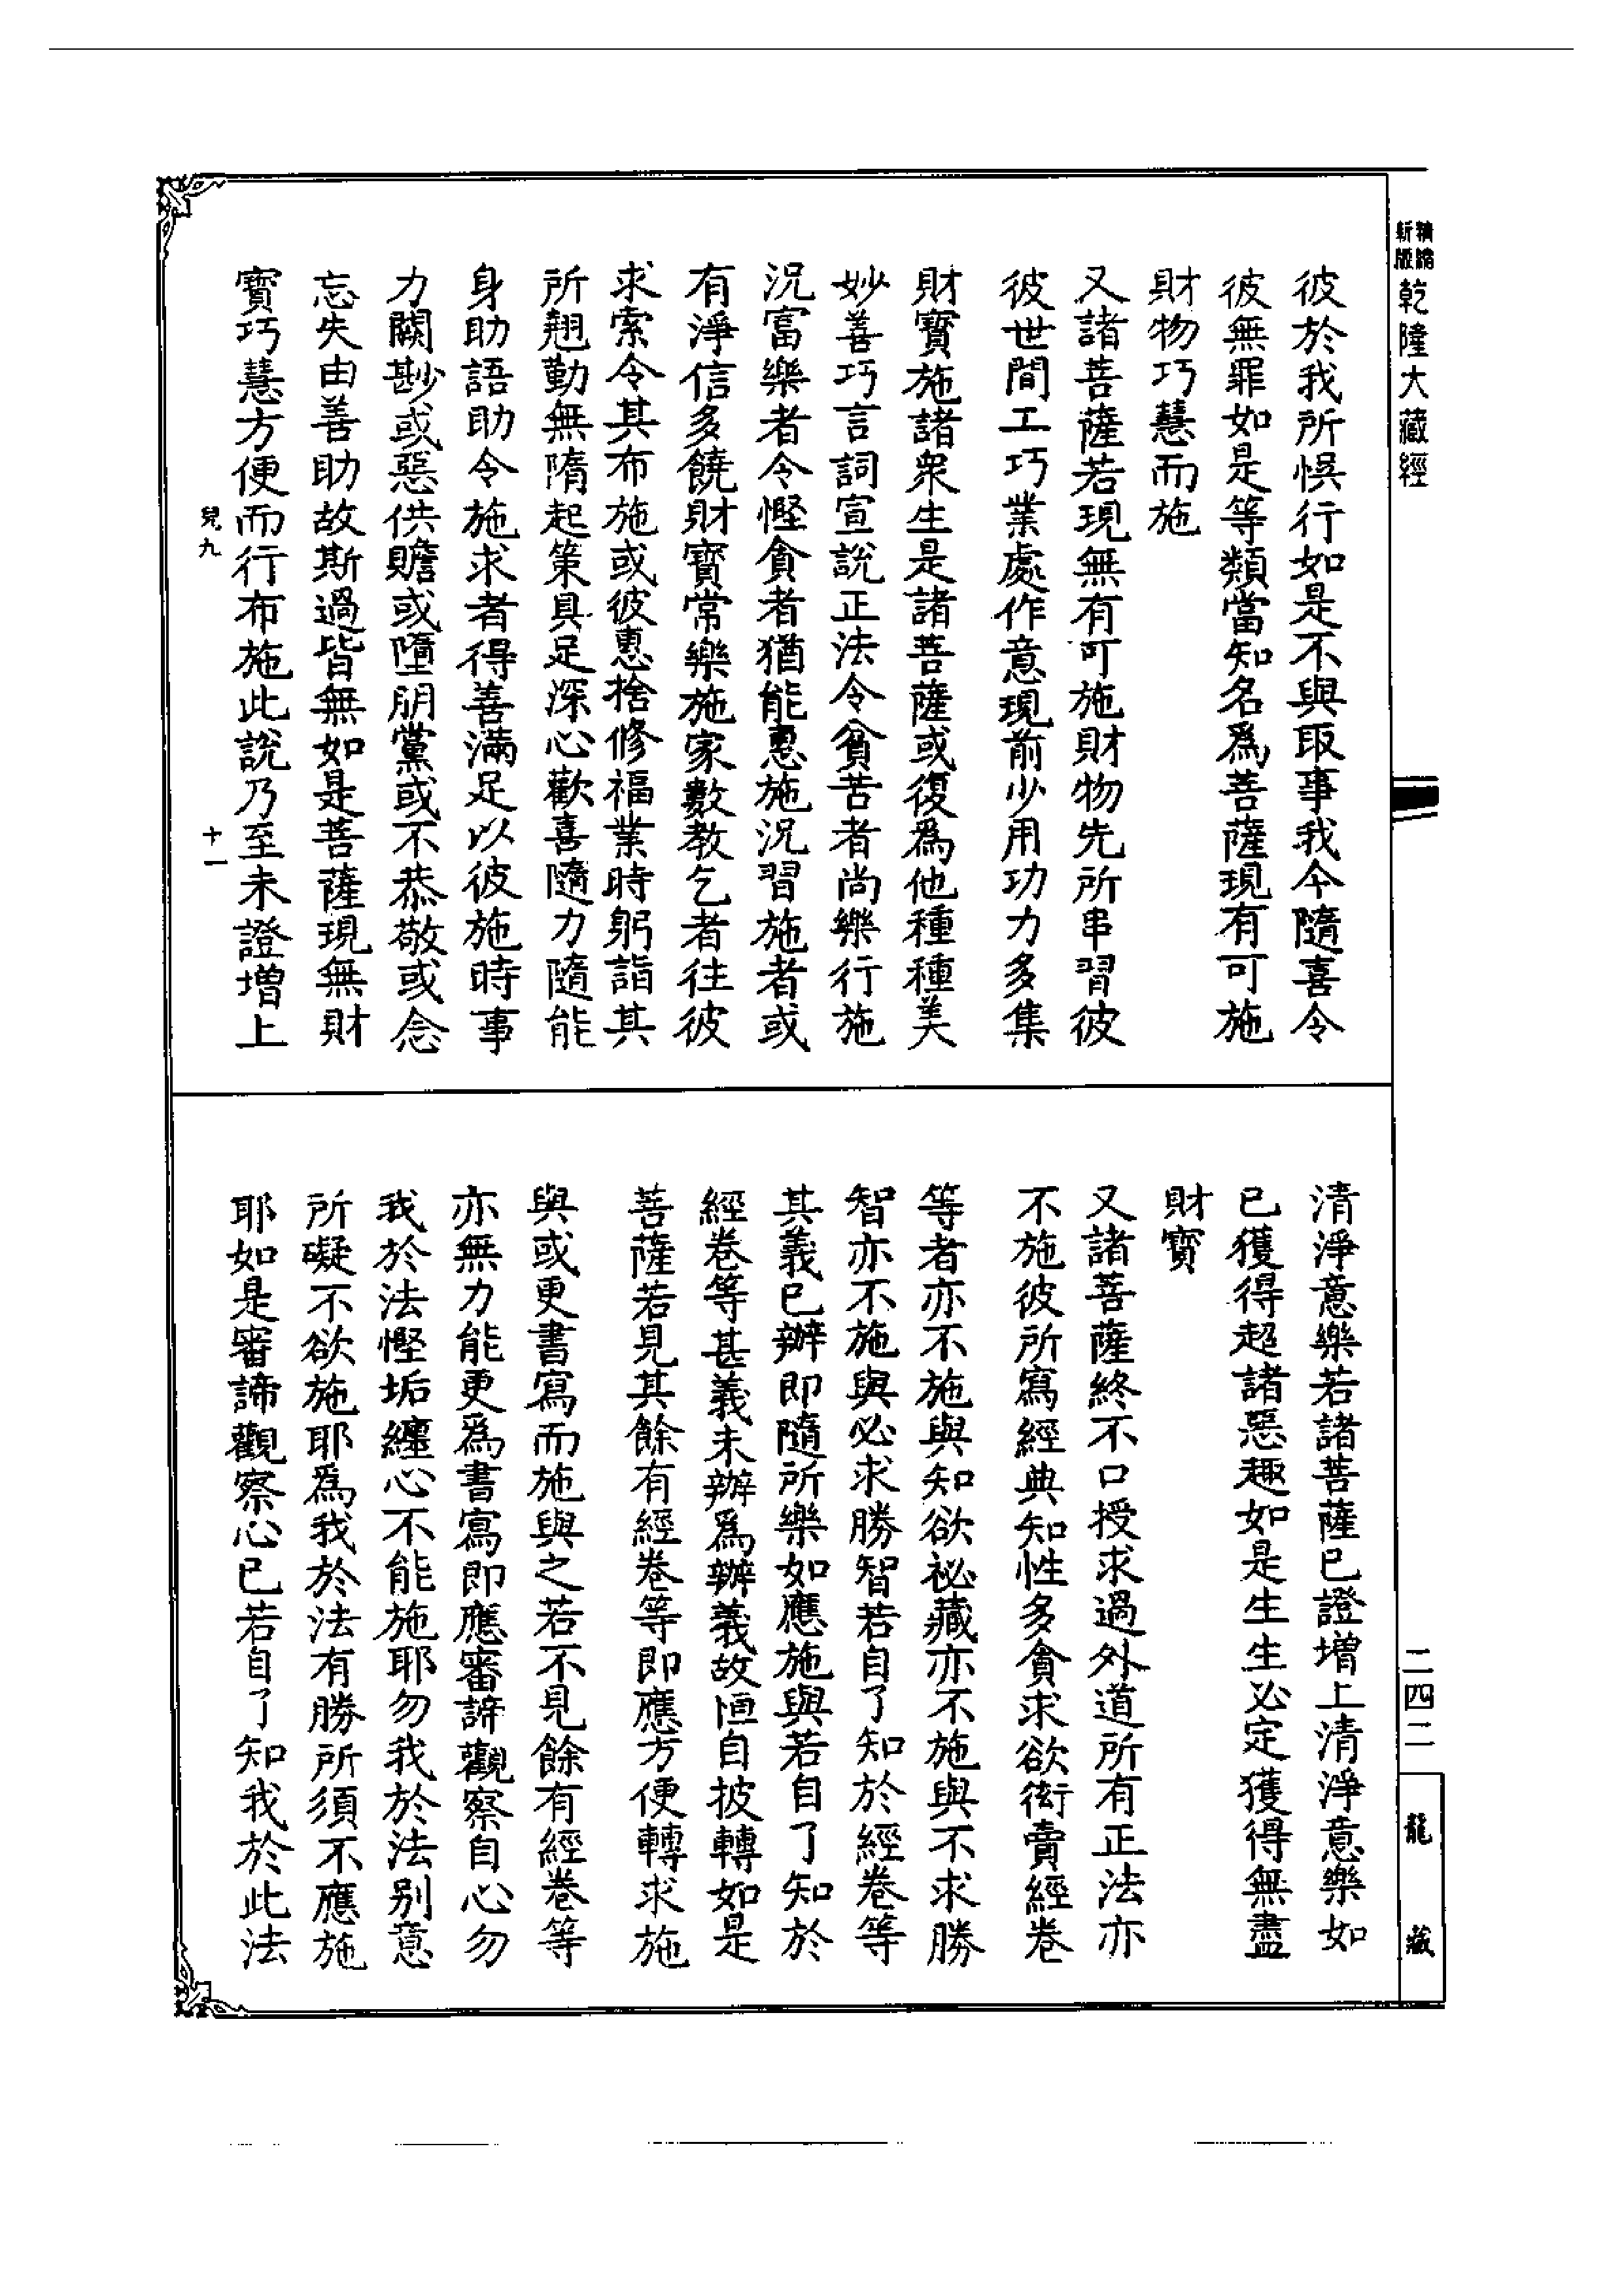 精縮
新版
乾隆大藏經
彼於我所悞行如是不與取事我今隨喜令
彼無罪如是等類當知名爲菩薩現有可施
財物巧慧而施
又諸菩薩若現無有可施財物先所串習彼
彼世間工巧業處作意現前少用功力多集
財寶施諸衆生是諸菩薩或復爲他種種美
妙善巧言詞宣說正法令貧苦者尚樂行施
況富樂者令慳貪者猶能惠施況習施者或
有淨信多饒財寶常樂施家數教乞者往彼
求索令其布施或彼惠捨修福業時躬詣其
所翹勤無隋起策具足深心歡喜隨力隨能
身助語助令施求者得善滿足以彼施時事
力闕尠或惡供贍或墮朋黨或不恭敬或念
忘失由善助故斯過皆無如是菩薩現無財
寶巧慧方便而行布施此說乃至未證增上
兒九
十一
清淨意樂若諸菩薩已證增上清淨意樂如
已獲得超諸惡趣如是生生必定獲得無盡
財寶
又諸菩薩終不口授求過外道所有正法亦
不施彼所寫經典知性多貪求欲衒賣經卷
等者亦不施與知欲祕藏亦不施與不求勝
智亦不施與必求勝智若自了知於經卷等
其義已辦即隨所樂如應施與若自了知於
經卷等甚義未辦爲辦義故恒自披轉如是
菩薩若見其餘有經卷等即應方便轉求施
與或更書寫而施與之若不見餘有經卷等
亦無力能更爲書寫即應審諦觀察自心勿
我於法慳垢纏心不能施耶勿我於法別意
所礙不欲施耶爲我於法有勝所須不應施
耶如是審諦觀察心已若自了知我於此法
二四二
龍藏